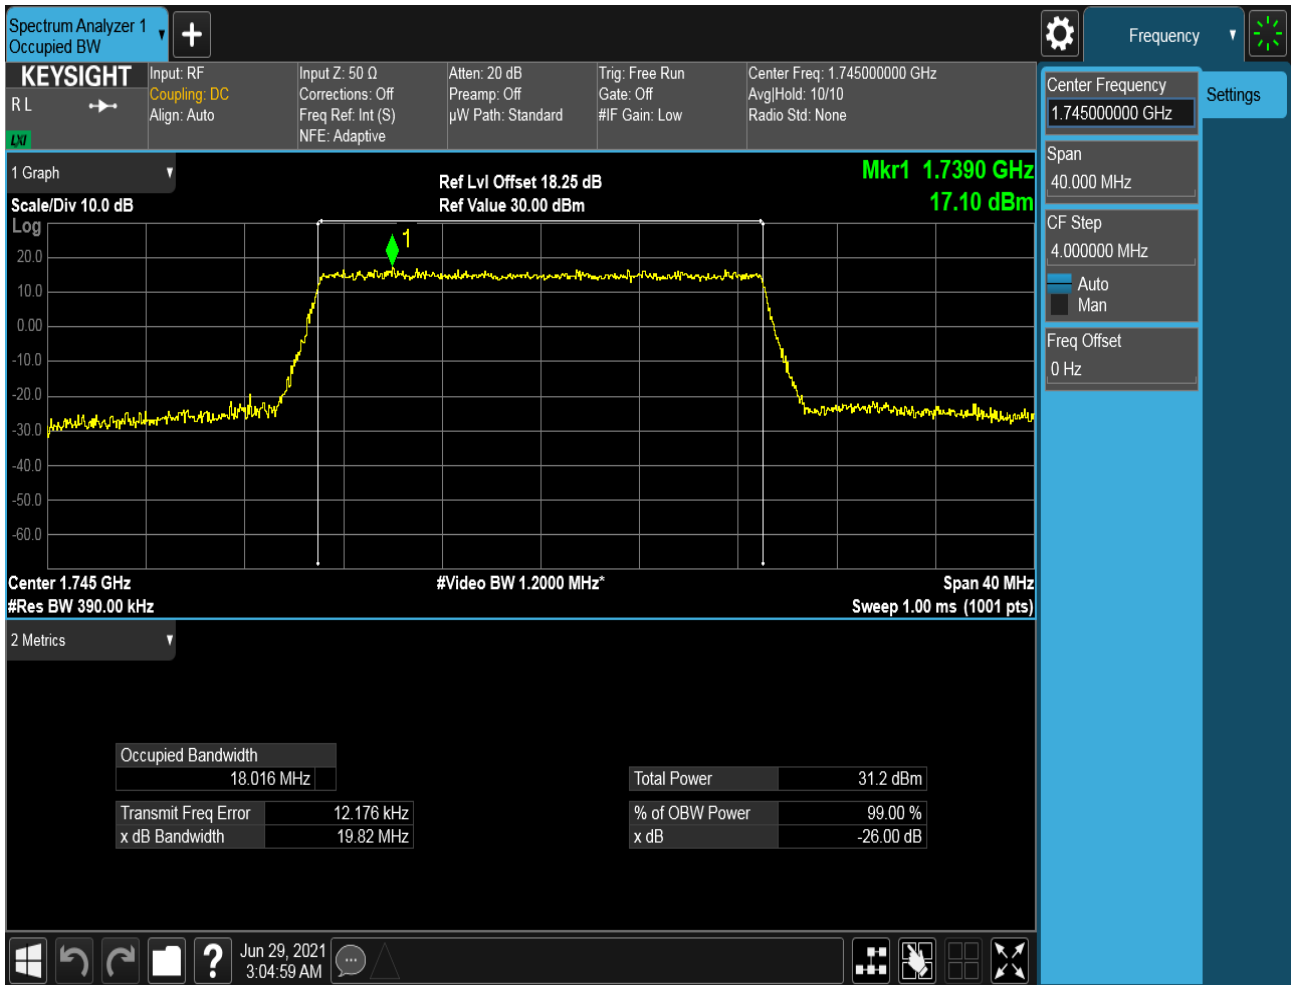 Spectrum Analyzer 1
Occupied BW
Frequency
KEYSIGHT
R L
LXI
Input: RF
Coupling: DC
Align: Auto
Input Z: 50 Ω
Corrections: Off
Freq Ref: Int (S)
NFE: Adaptive
Atten: 20 dB
Preamp: Off
µW Path: Standard
Trig: Free Run
Gate: Off
#IF Gain: Low
Center Freq: 1.745000000 GHz
Avg|Hold: 10/10
Radio Std: None
Center Frequency
1.745000000 GHz
Settings
Span
40.000 MHz
CF Step
4.000000 MHz
Auto
Man
Freq Offset
0 Hz
1 Graph
Scale/Div 10.0 dB
Ref Lvl Offset 18.25 dB
Ref Value 30.00 dBm
Mkr1 1.7390 GHz
17.10 dBm
Log
1
20.0
10.0
0.00
-10.0
-20.0
-30.0
-40.0
-50.0
-60.0
Center 1.745 GHz
#Video BW 1.2000 MHz*
Span 40 MHz
#Res BW 390.00 kHz
Sweep 1.00 ms (1001 pts)
2 Metrics
Occupied Bandwidth
18.016 MHz
Transmit Freq Error 12.176 kHz
x dB Bandwidth 19.82 MHz
Total Power 31.2 dBm
% of OBW Power 99.00 %
x dB -26.00 dB
?
Jun 29, 2021
3:04:59 AM